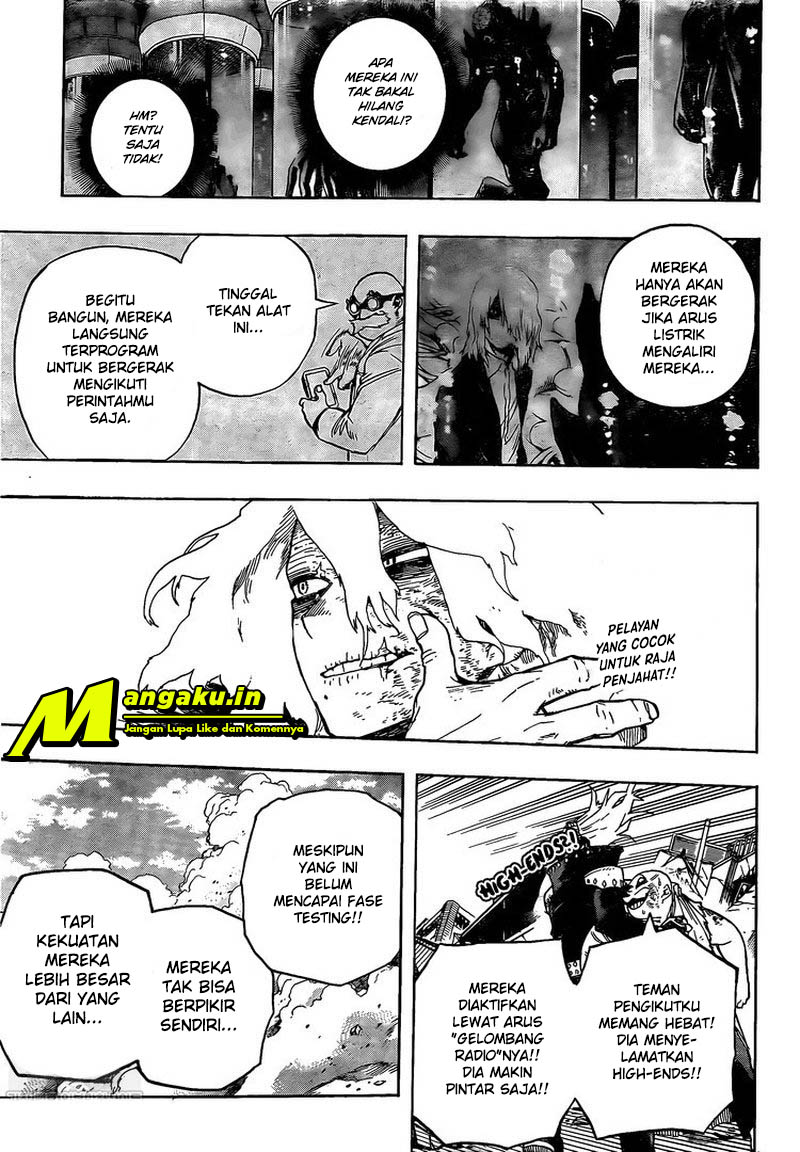 APA
MEREKA INI
TAK BAKAL
HILANG
KENDALI?
HM?
TENTU
SAJA
TIDAK!
MEREKA
HANYA AKAN
BERGERAK
JIKA ARUS
LISTRIK
MENGALIRI
MEREKA...
TINGGAL
TEKAN ALAT
INI...
BEGITU
BANGUN, MEREKA
LANGSUNG
TERPROGRAM
UNTUK BERGERAK
MENGIKUTI
PERINTAHMU
SAJA.
PELAYAN
YANG COCOK
UNTUK RAJA
PENJAHAT!!
Mangaku.in
Jangan Lupa Like dan Komennya
HIGH-ENDS?!
TEMAN
PENGIKUTKU
MEMANG HEBAT!
DIA MENYE-
LAMATKAN
HIGH-ENDS!!
MEREKA
DIAKTIFKAN
LEWAT ARUS
"GELOMBANG
RADIO"NYA!!
DIA MAKIN
PINTAR SAJA!!
MESKIPUN
YANG INI
BELUM
MENCAPAI FASE
TESTING!!
MEREKA
TAK BISA
BERPIKIR
SENDIRI...
TAPI
KEKUATAN
MEREKA
LEBIH BESAR
DARI YANG
LAIN...